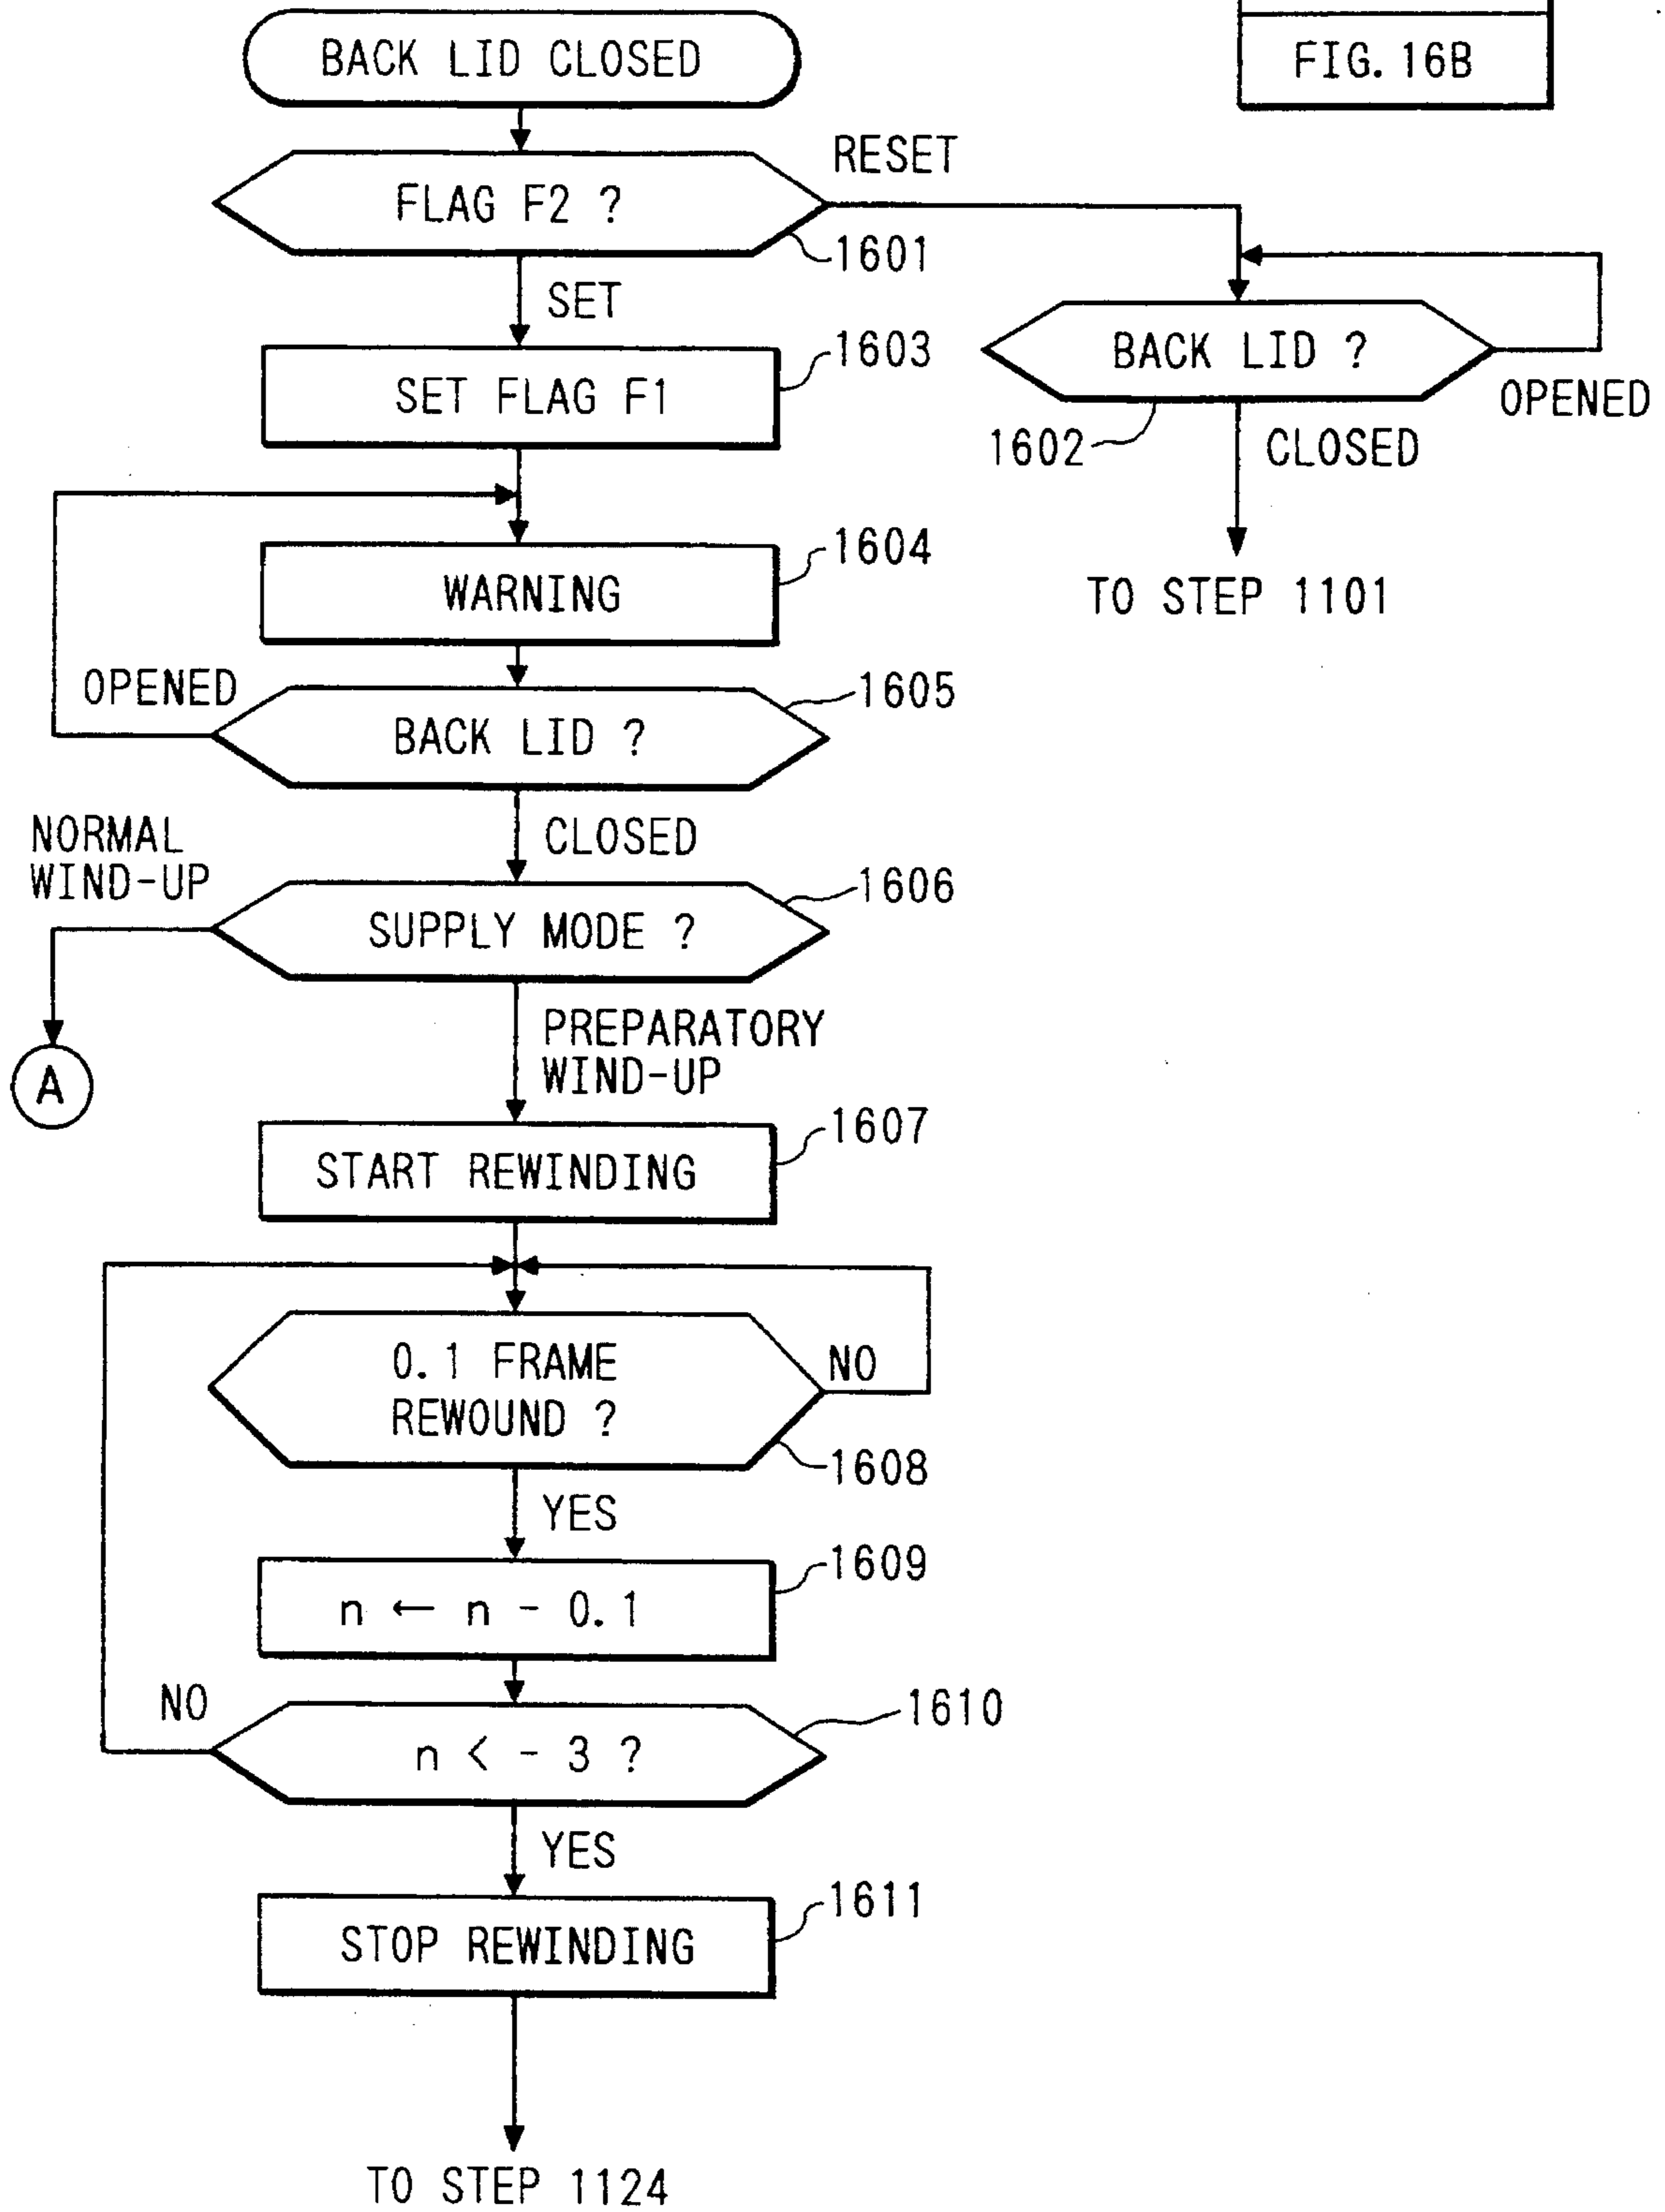 FIG. 16B
BACK LID CLOSED
FLAG F2 ?
RESET
1601
SET
SET FLAG F1
1603
BACK LID ?
OPENED
1602
CLOSED
TO STEP 1101
WARNING
1604
OPENED
BACK LID ?
1605
CLOSED
NORMAL
WIND-UP
SUPPLY MODE ?
1606
A
PREPARATORY
WIND-UP
START REWINDING
1607
0.1 FRAME
REWOUND ?
NO
1608
YES
n ← n - 0.1
1609
NO
n < - 3 ?
1610
YES
STOP REWINDING
1611
TO STEP 1124